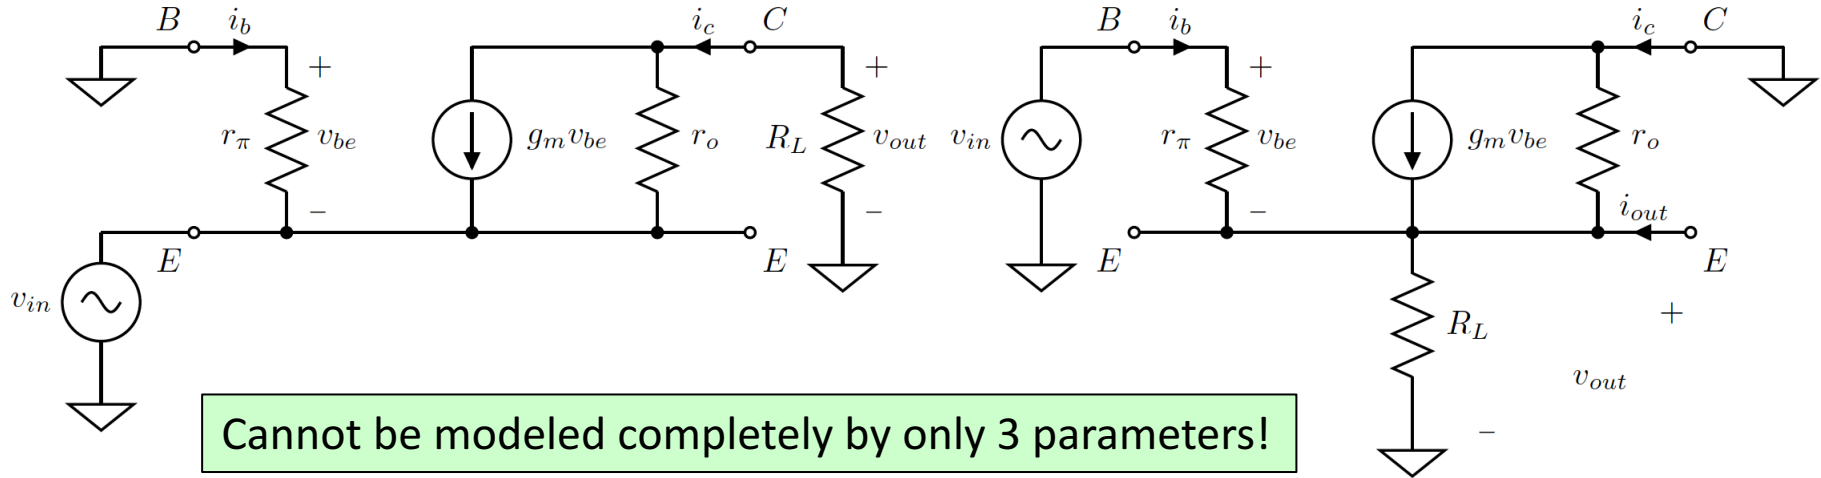 B i_b i_c C B i_b i_c C
+ + +
r_π v_be g_m v_be r_o R_L v_out v_in r_π v_be g_m v_be r_o
– – – i_out
E E E E
v_in R_L +
v_out
Cannot be modeled completely by only 3 parameters! –